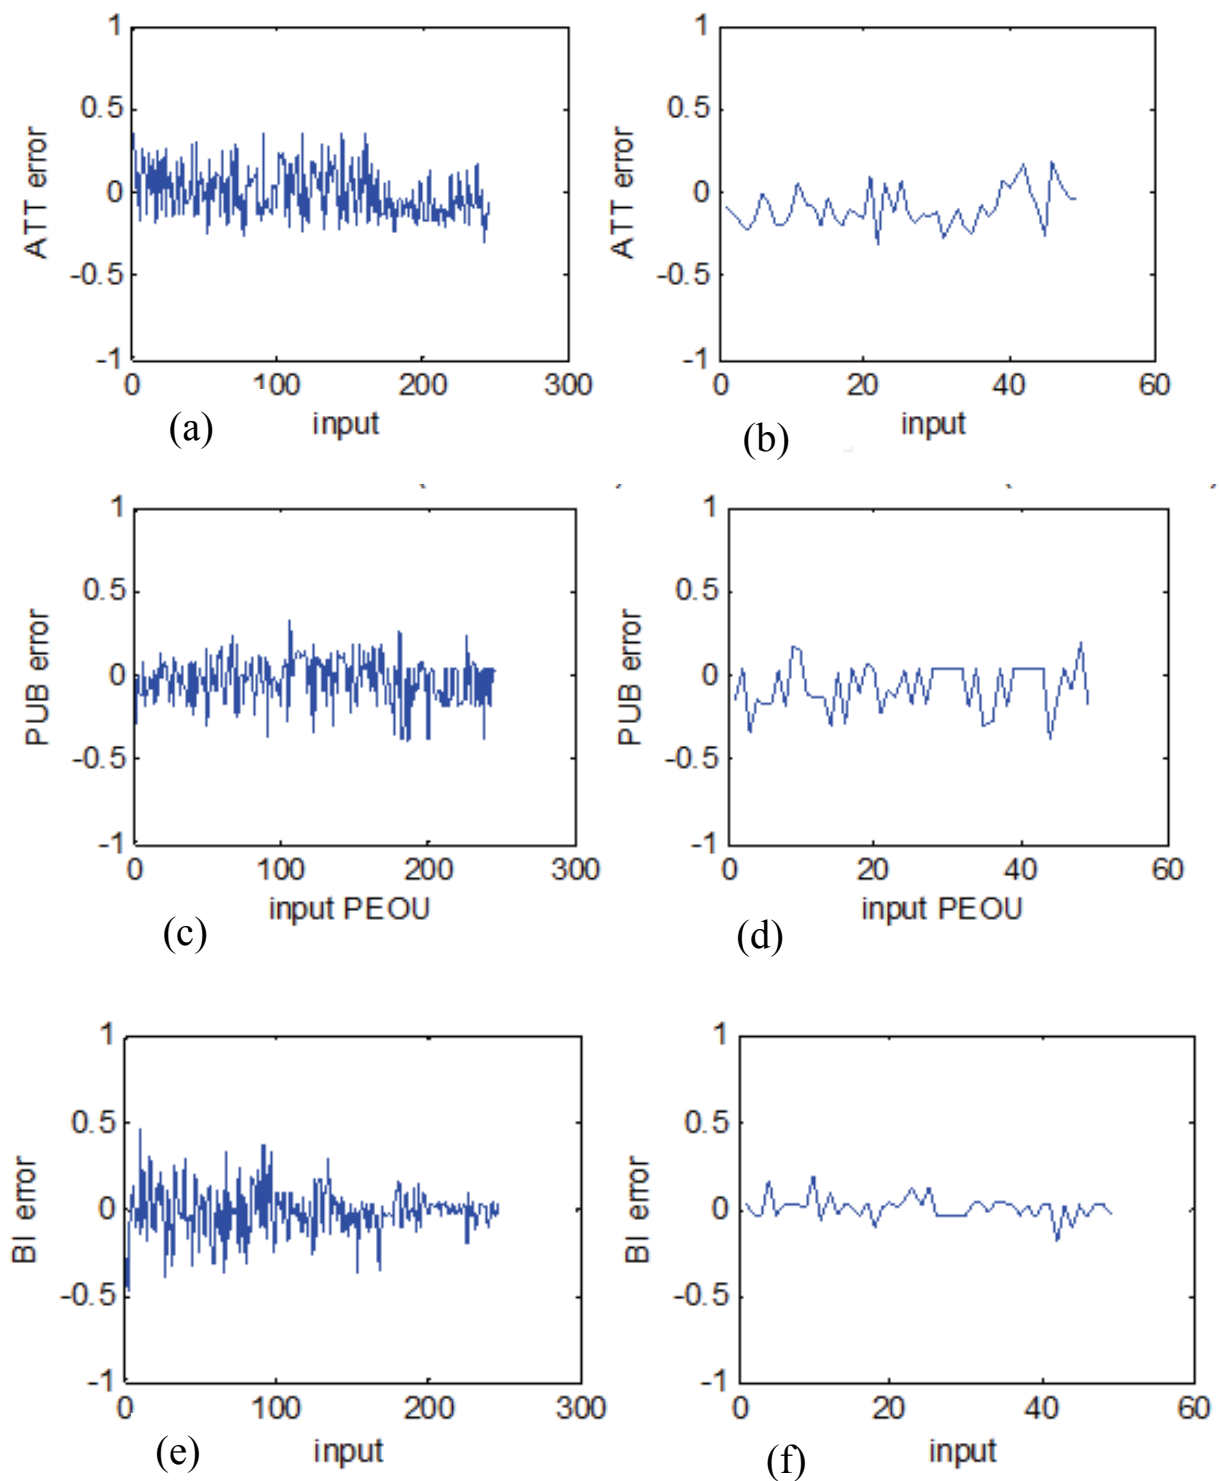 1 1
0.5 0.5
ATT error 0 ATT error 0
-0.5 -0.5
-1 -1
0 100 200 300 0 20 40 60
(a) input (b) input
1 1
0.5 0.5
PUB error 0 PUB error 0
-0.5 -0.5
-1 -1
0 100 200 300 0 20 40 60
input PEOU input PEOU
(c) (d)
1 1
0.5 0.5
BI error 0 BI error 0
-0.5 -0.5
-1 -1
0 100 200 300 0 20 40 60
(e) input (f) input